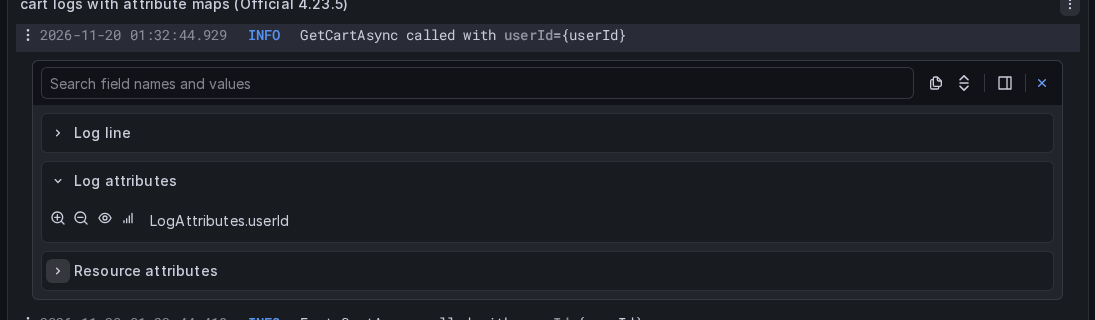 cart logs with attribute maps (Official 4.23.5)
2026-11-20 01:32:44.929 INFO GetCartAsync called with userId={userId}
Search field names and values
Log line
Log attributes
LogAttributes.userId
Resource attributes